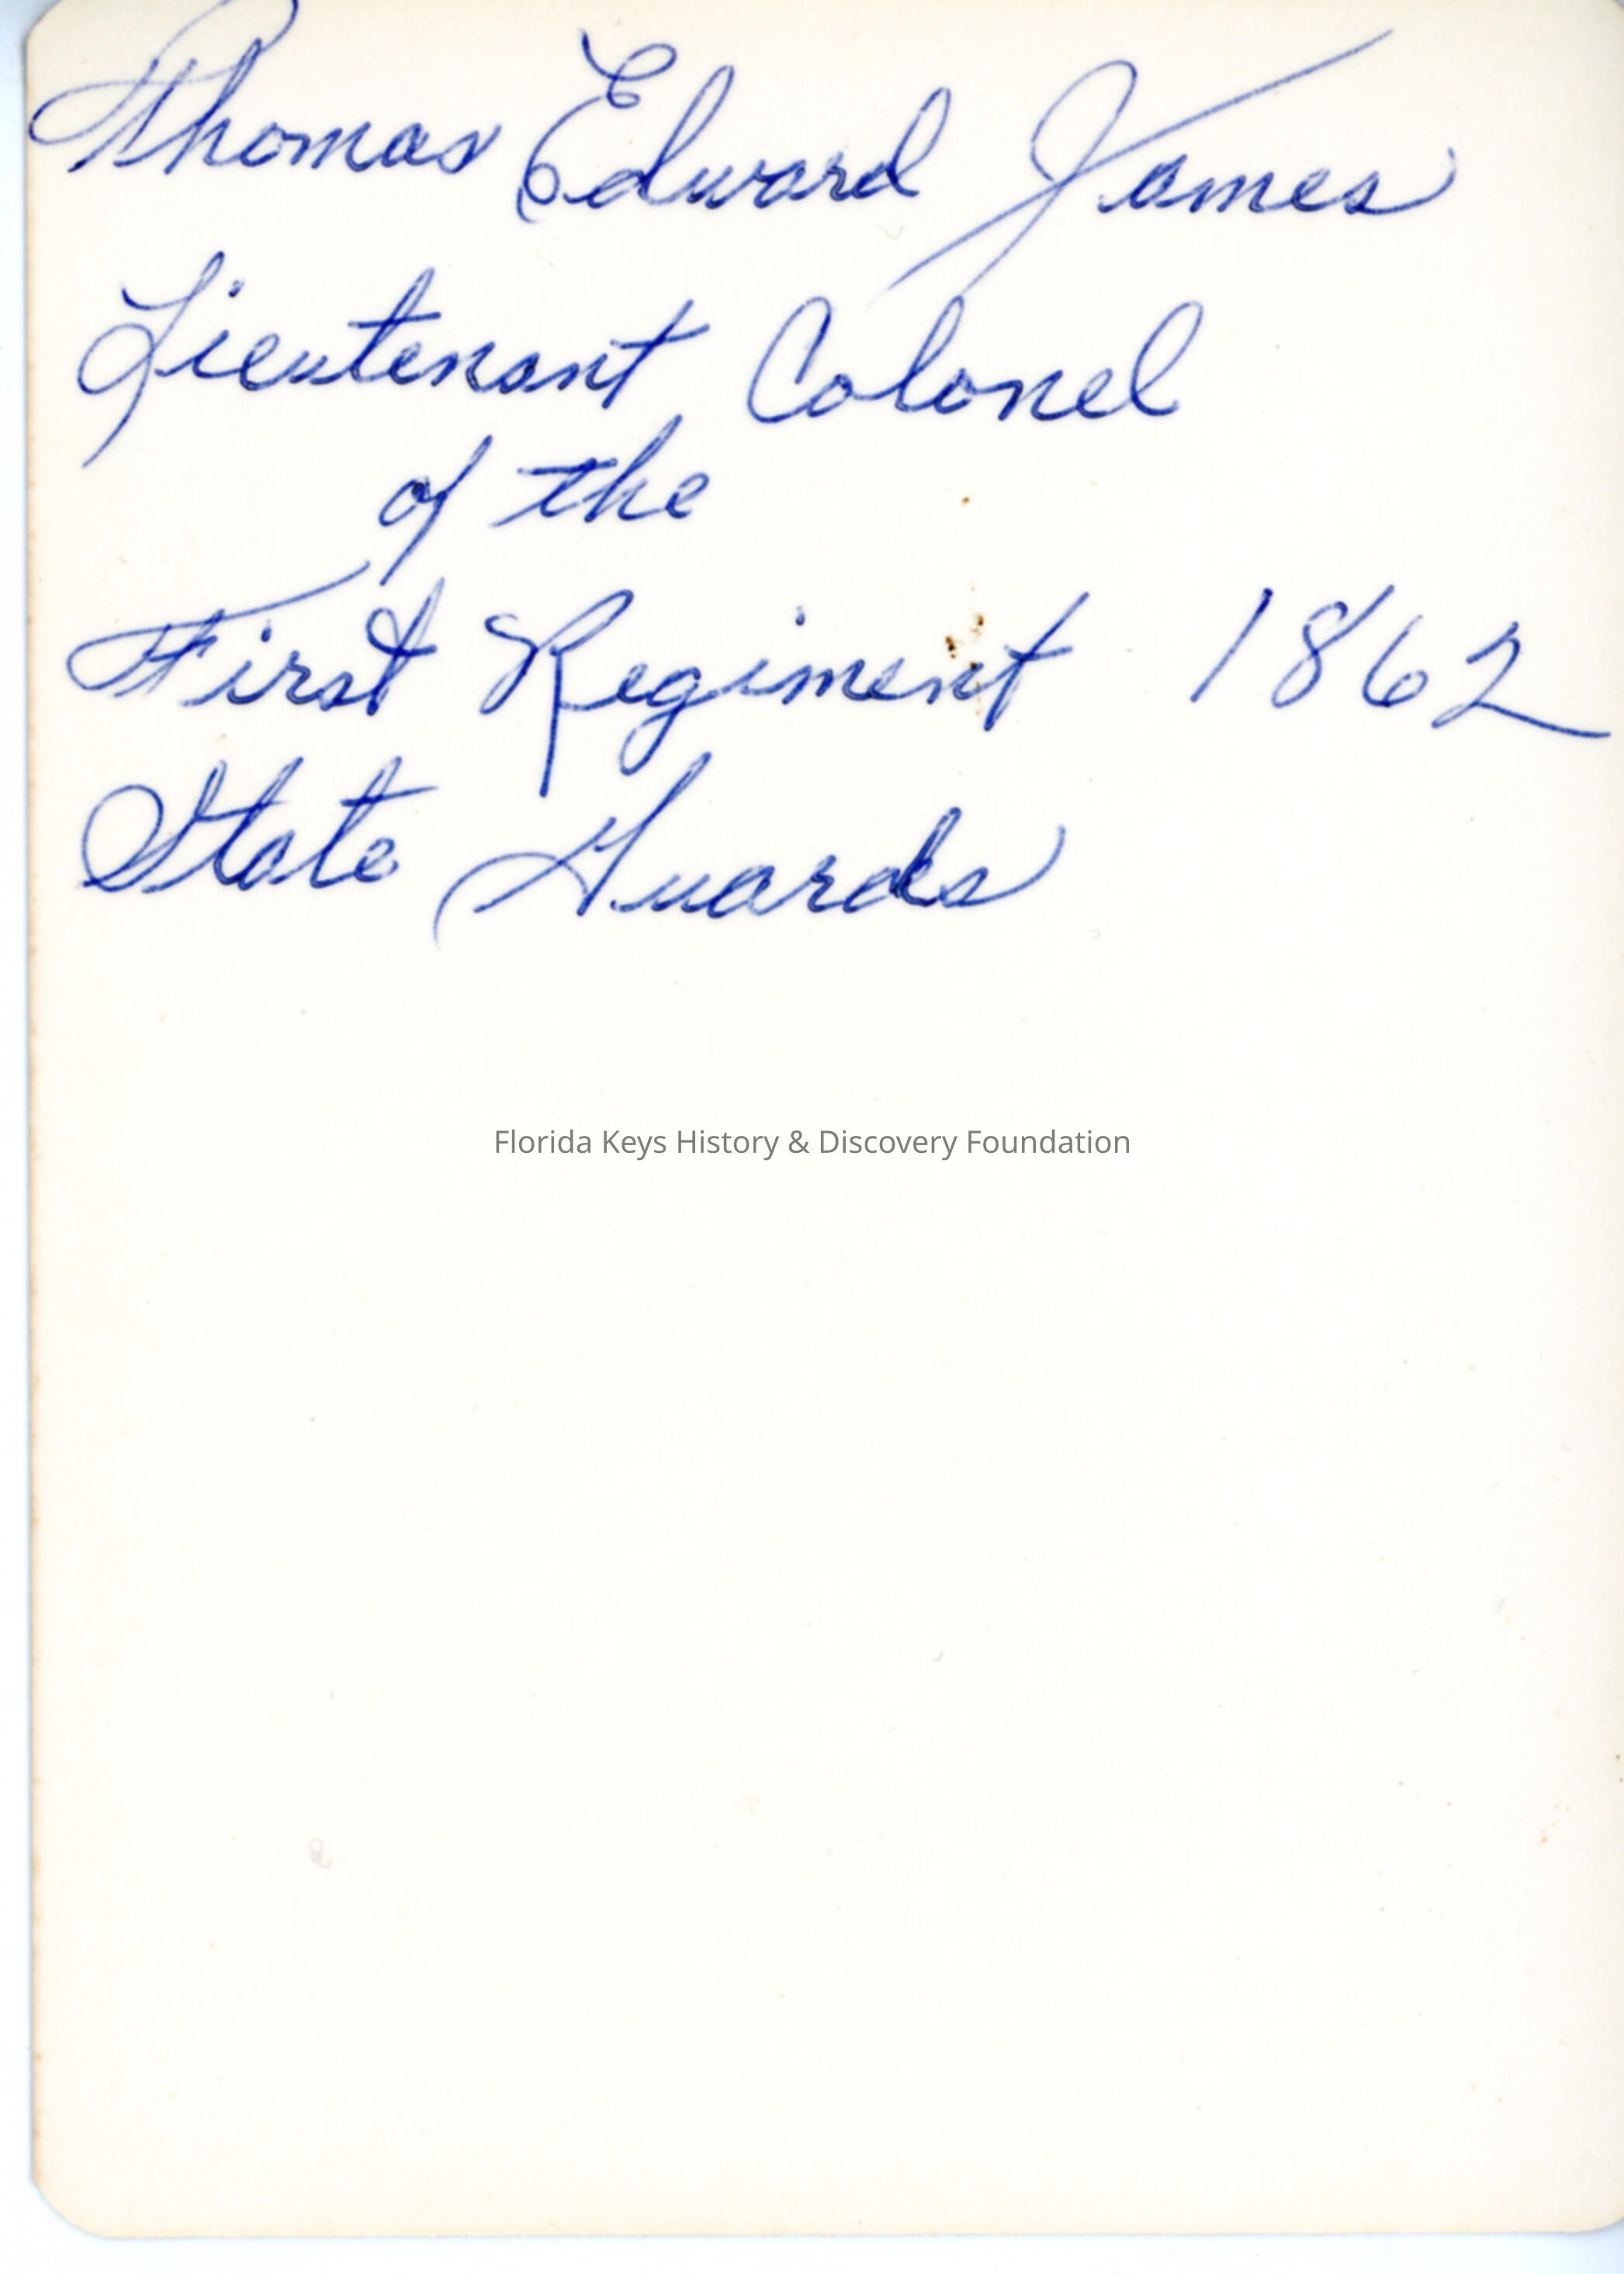 Thomas Edward James
Lieutenant Colonel
of the
First Regiment 1862
State Guards
Florida Keys History & Discovery Foundation